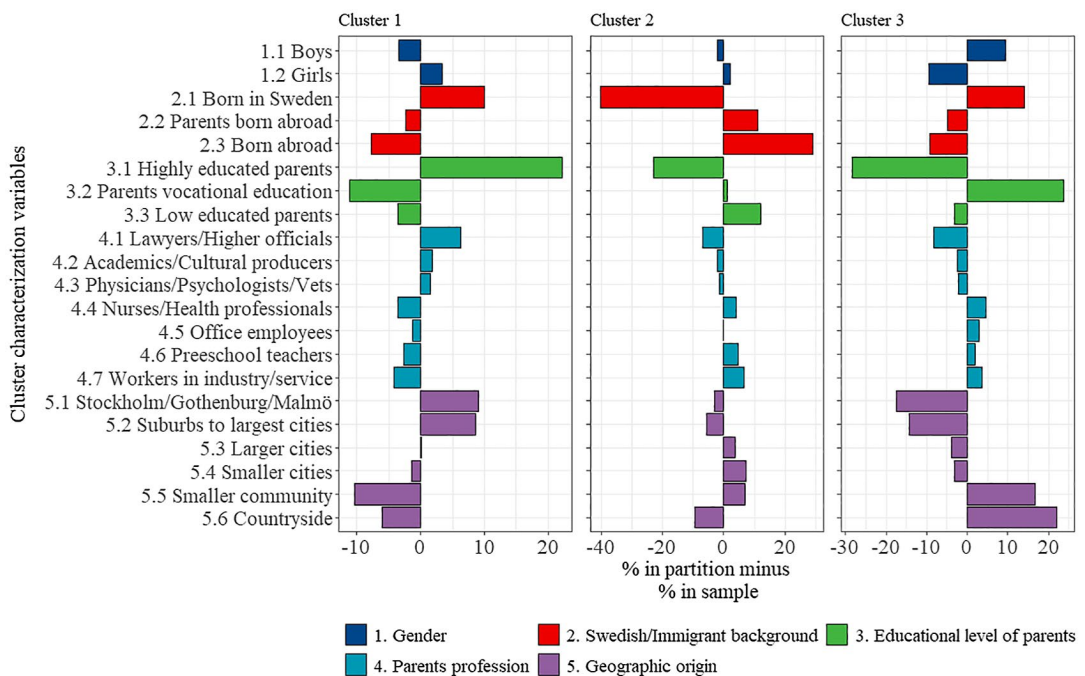 Cluster 1
Cluster 2
Cluster 3
Cluster characterization variables
1.1 Boys
1.2 Girls
2.1 Born in Sweden
2.2 Parents born abroad
2.3 Born abroad
3.1 Highly educated parents
3.2 Parents vocational education
3.3 Low educated parents
4.1 Lawyers/Higher officials
4.2 Academics/Cultural producers
4.3 Physicians/Psychologists/Vets
4.4 Nurses/Health professionals
4.5 Office employees
4.6 Preeschool teachers
4.7 Workers in industry/service
5.1 Stockholm/Gothenburg/Malmö
5.2 Suburbs to largest cities
5.3 Larger cities
5.4 Smaller cities
5.5 Smaller community
5.6 Countryside
-10 0 10 20
-40 -20 0 20
-30 -20 -10 0 10 20
% in partition minus
% in sample
1. Gender
2. Swedish/Immigrant background
3. Educational level of parents
4. Parents profession
5. Geographic origin